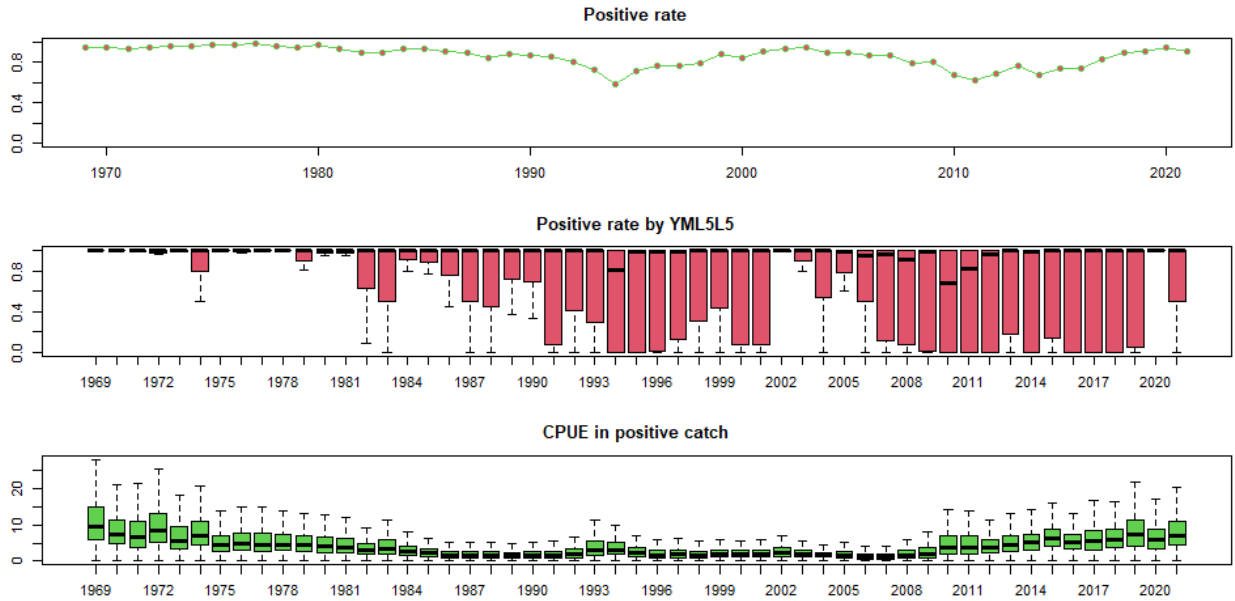 Positive rate
0.0 0.4 0.8
1970 1980 1990 2000 2010 2020
Positive rate by YML5L5
0.0 0.4 0.8
1969 1972 1975 1978 1981 1984 1987 1990 1993 1996 1999 2002 2005 2008 2011 2014 2017 2020
CPUE in positive catch
0 10 20
1969 1972 1975 1978 1981 1984 1987 1990 1993 1996 1999 2002 2005 2008 2011 2014 2017 2020